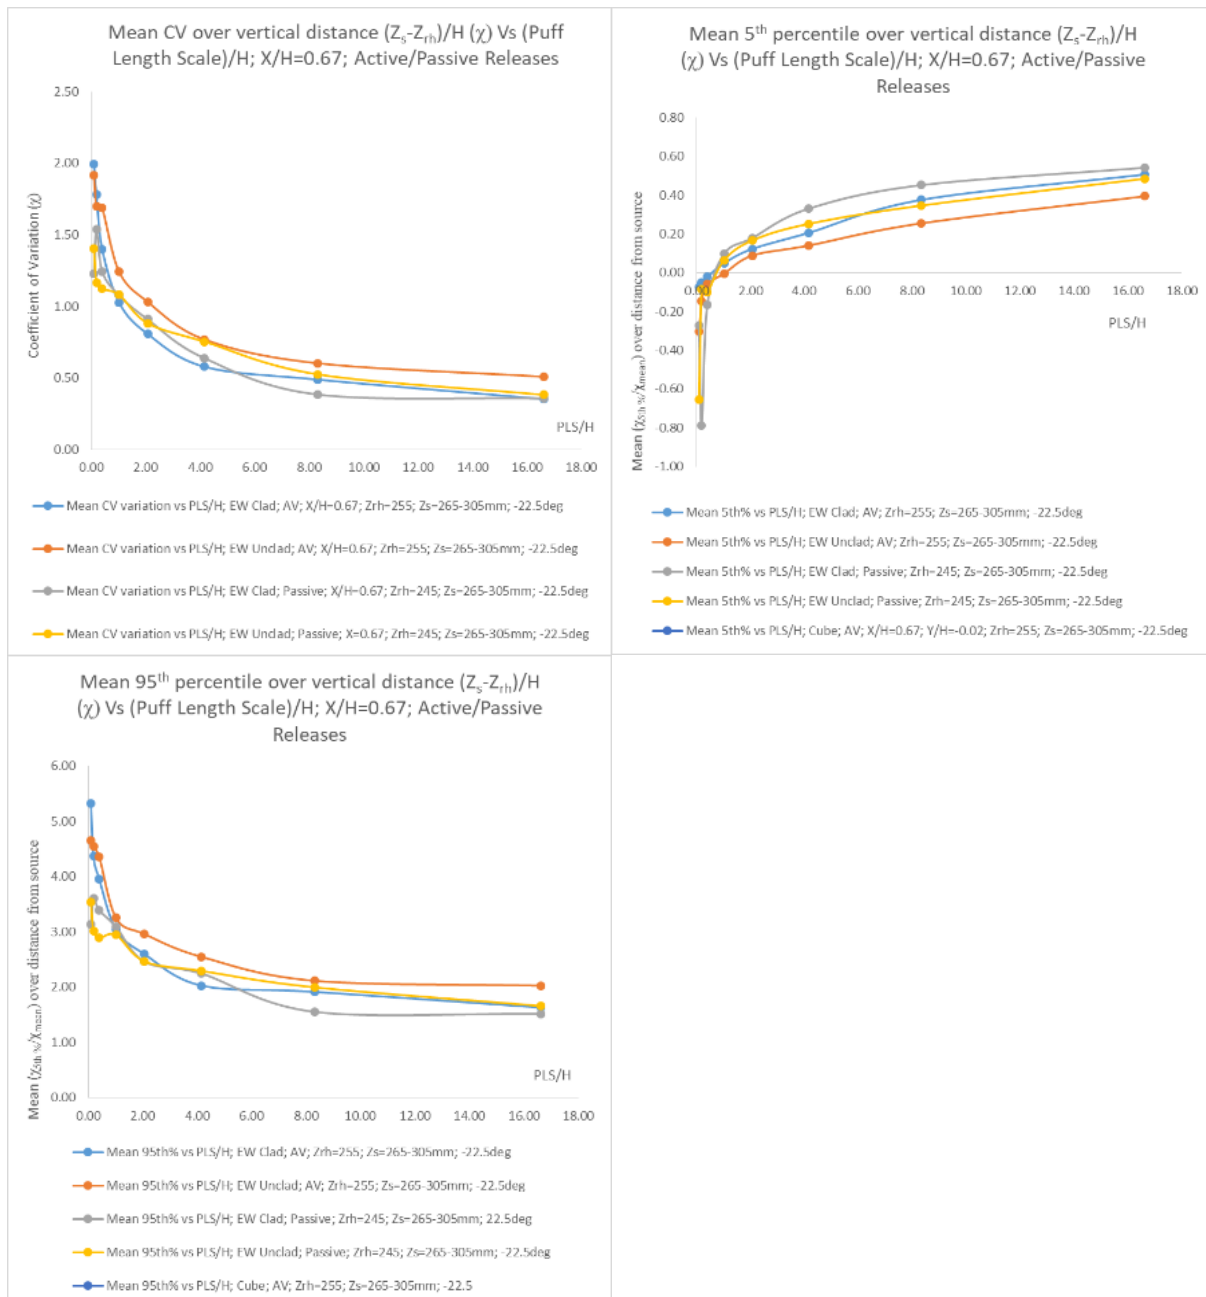 Mean CV over vertical distance (Zs-Zrh)/H (χ) Vs (Puff
Length Scale)/H; X/H=0.67; Active/Passive Releases
2.50
2.00
1.50
1.00
0.50
0.00
Coefficient of Variation (χ)
PLS/H
0.00 2.00 4.00 6.00 8.00 10.00 12.00 14.00 16.00 18.00
Mean CV variation vs PLS/H; EW Clad; AV; X/H=0.67; Zrh=255; Zs=265-305mm; -22.5deg
Mean CV variation vs PLS/H; EW Unclad; AV; X/H=0.67; Zrh=255; Zs=265-305mm; -22.5deg
Mean CV variation vs PLS/H; EW Clad; Passive; X/H=0.67; Zrh=245; Zs=265-305mm; -22.5deg
Mean CV variation vs PLS/H; EW Unclad; Passive; X=0.67; Zrh=245; Zs=265-305mm; -22.5deg
Mean 5th percentile over vertical distance (Zs-Zrh)/H
(χ) Vs (Puff Length Scale)/H; X/H=0.67; Active/Passive
Releases
0.80
0.60
0.40
0.20
0.00
-0.20
-0.40
-0.60
-0.80
-1.00
Mean (χ5th %/χmean) over distance from source
0.00 2.00 4.00 6.00 8.00 10.00 12.00 14.00 16.00 18.00
PLS/H
Mean 5th% vs PLS/H; EW Clad; AV; Zrh=255; Zs=265-305mm; -22.5deg
Mean 5th% vs PLS/H; EW Unclad; AV; Zrh=255; Zs=265-305mm; -22.5deg
Mean 5th% vs PLS/H; EW Clad; Passive; Zrh=245; Zs=265-305mm; -22.5deg
Mean 5th% vs PLS/H; EW Unclad; Passive; Zrh=245; Zs=265-305mm; -22.5deg
Mean 5th% vs PLS/H; Cube; AV; X/H=0.67; Y/H=-0.02; Zrh=255; Zs=265-305mm; -22.5deg
Mean 95th percentile over vertical distance (Zs-Zrh)/H
(χ) Vs (Puff Length Scale)/H; X/H=0.67; Active/Passive
Releases
6.00
5.00
4.00
3.00
2.00
1.00
0.00
Mean (χ5th %/χmean) over distance from source
PLS/H
0.00 2.00 4.00 6.00 8.00 10.00 12.00 14.00 16.00 18.00
Mean 95th% vs PLS/H; EW Clad; AV; Zrh=255; Zs=265-305mm; -22.5deg
Mean 95th% vs PLS/H; EW Unclad; AV; Zrh=255; Zs=265-305mm; -22.5deg
Mean 95th% vs PLS/H; EW Clad; Passive; Zrh=245; Zs=265-305mm; 22.5deg
Mean 95th% vs PLS/H; EW Unclad; Passive; Zrh=245; Zs=265-305mm; -22.5deg
Mean 95th% vs PLS/H; Cube; AV; Zrh=255; Zs=265-305mm; -22.5